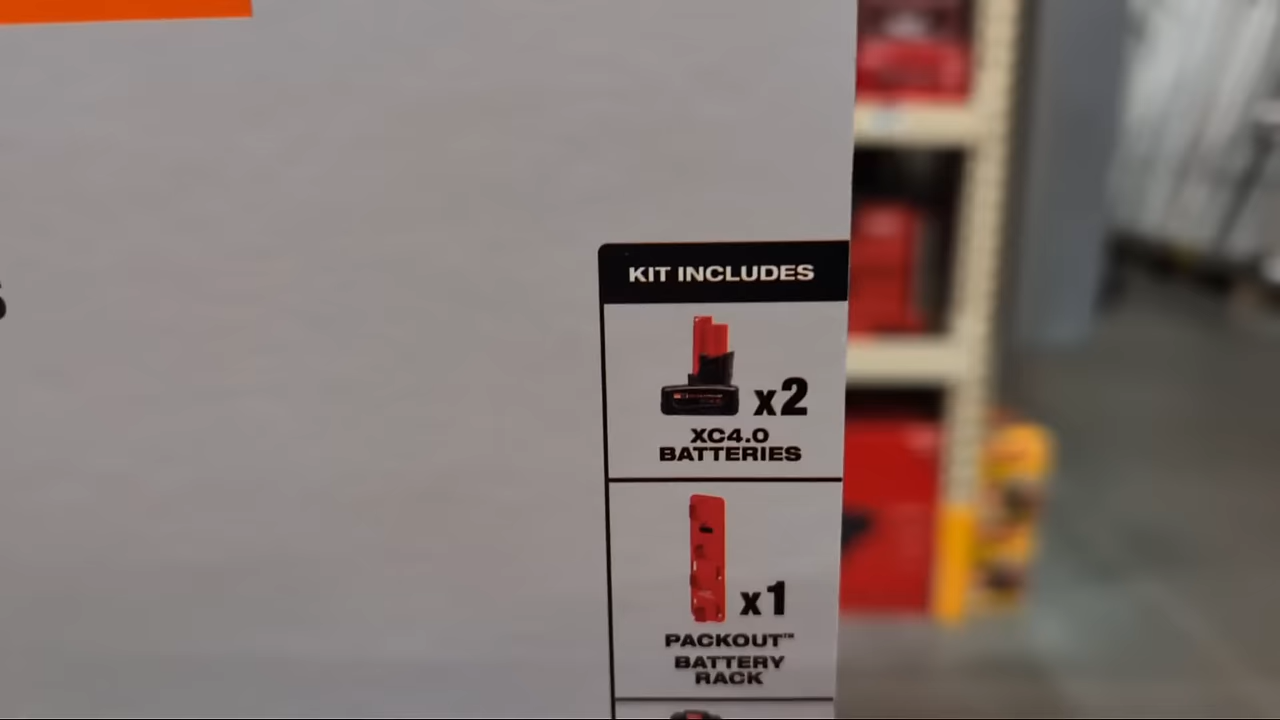 KIT INCLUDES
x2
XC4.0
BATTERIES
x1
PACKOUT™
BATTERY
RACK